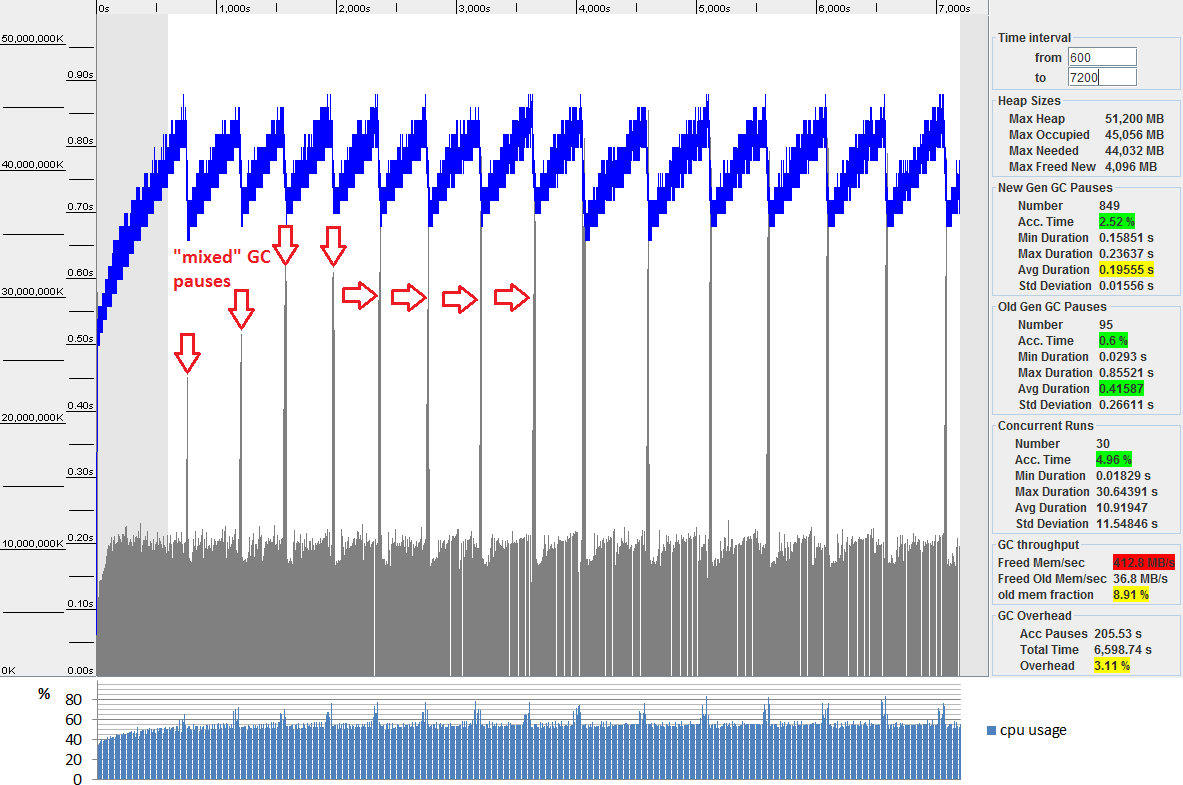 0s 1,000s 2,000s 3,000s 4,000s 5,000s 6,000s 7,000s
50,000,000K
0.90s
0.80s
40,000,000K
0.70s
0.60s
30,000,000K
0.50s
0.40s
20,000,000K
0.30s
0.20s
10,000,000K
0.10s
0K 0.00s
"mixed" GC
pauses
Time interval
from 600
to 7200
Heap Sizes
Max Heap 51,200 MB
Max Occupied 45,056 MB
Max Needed 44,032 MB
Max Freed New 4,096 MB
New Gen GC Pauses
Number 849
Acc. Time 2.52 %
Min Duration 0.15851 s
Max Duration 0.23637 s
Avg Duration 0.19555 s
Std Deviation 0.01556 s
Old Gen GC Pauses
Number 95
Acc. Time 0.6 %
Min Duration 0.0293 s
Max Duration 0.85521 s
Avg Duration 0.41587
Std Deviation 0.26611 s
Concurrent Runs
Number 30
Acc. Time 4.96 %
Min Duration 0.01829 s
Max Duration 30.64391 s
Avg Duration 10.91947
Std Deviation 11.54846 s
GC throughput
Freed Mem/sec 412.8 MB/s
Freed Old Mem/sec 36.8 MB/s
old mem fraction 8.91 %
GC Overhead
Acc Pauses 205.53 s
Total Time 6,598.74 s
Overhead 3.11 %
%
80
60
40
20
0
cpu usage